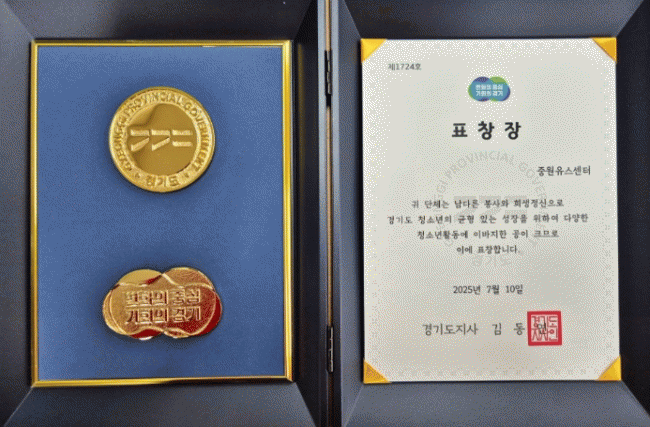 GYEONGGI PROVINCIAL GOVERNMENT
경기도
변화의 중심
기회의 경기
제1724호
변화의 중심
기회의 경기
표창장
중원유스센터
귀 단체는 남다른 봉사와 희생정신으로
경기도 청소년의 균형 있는 성장을 위하여 다양한
청소년활동에 이바지한 공이 크므로
이에 표창합니다.
2025년 7월 10일
경기도지사 김동